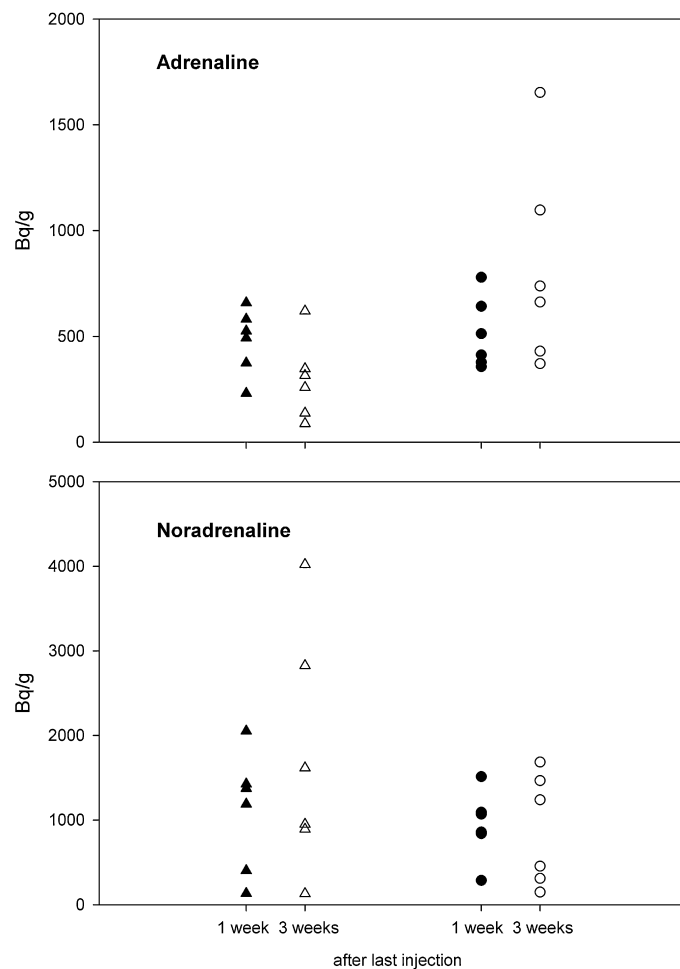 2000
Adrenaline
1500
Bq/g
1000
500
0
5000
Noradrenaline
4000
3000
Bq/g
2000
1000
0
1 week 3 weeks 1 week 3 weeks
after last injection